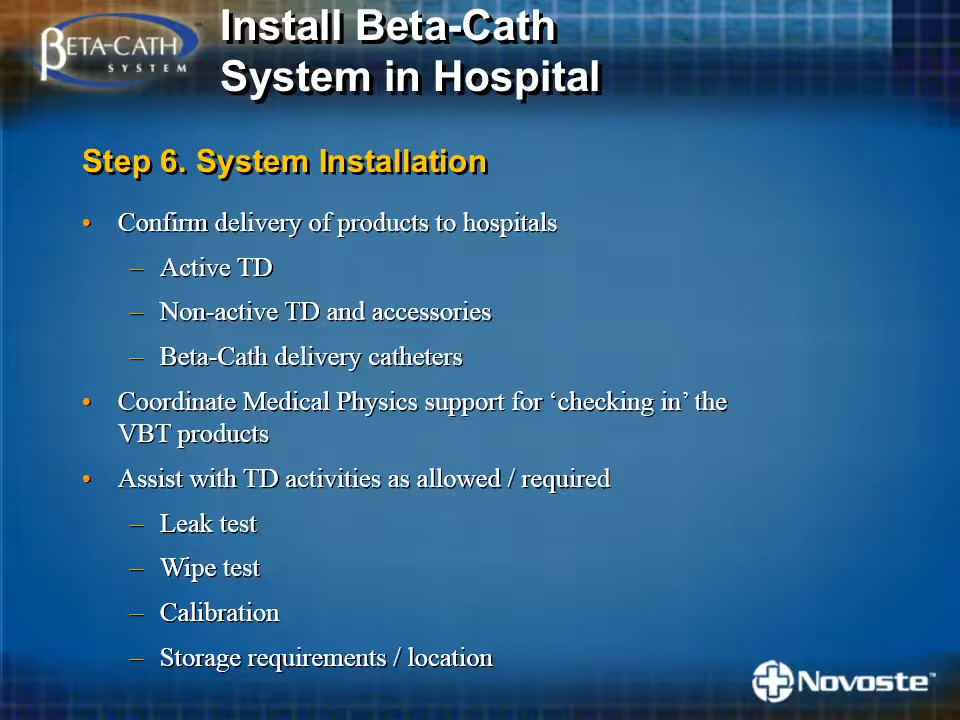 BETA-CATH
SYSTEM
Install Beta-Cath
System in Hospital
Step 6. System Installation
• Confirm delivery of products to hospitals
– Active TD
– Non-active TD and accessories
– Beta-Cath delivery catheters
• Coordinate Medical Physics support for ‘checking in’ the
VBT products
• Assist with TD activities as allowed / required
– Leak test
– Wipe test
– Calibration
– Storage requirements / location
Novoste™